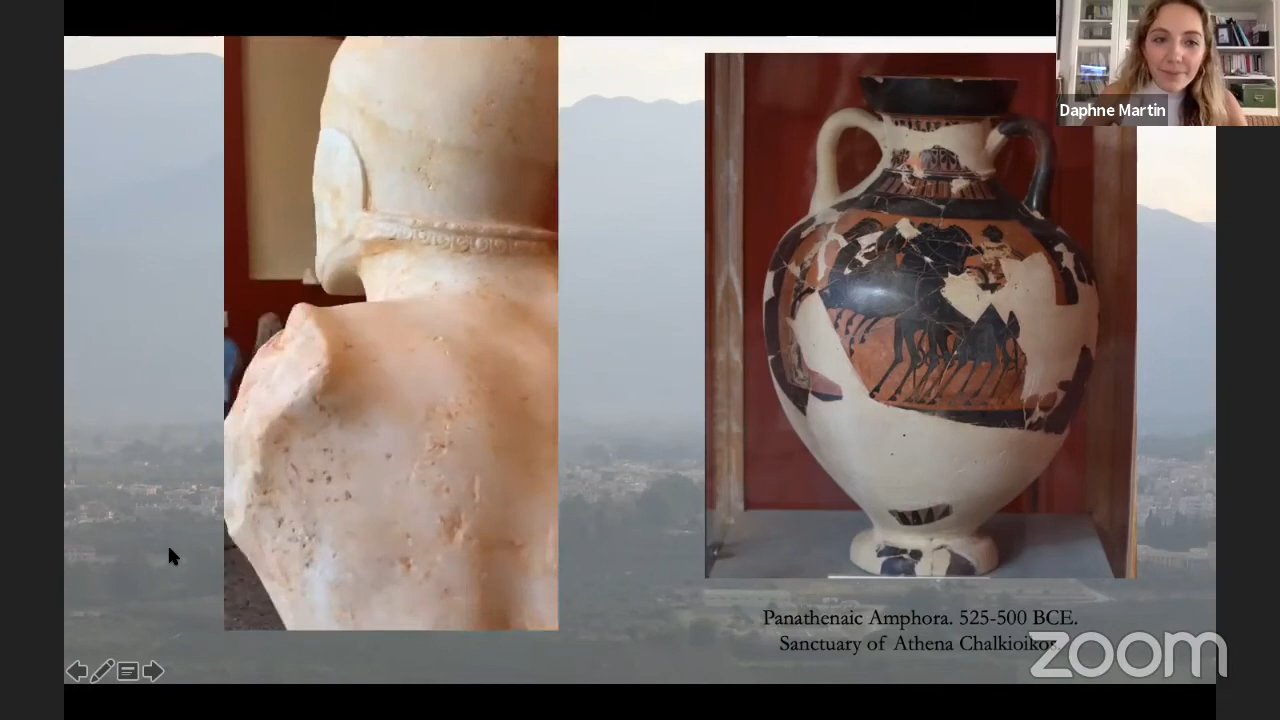 Daphne Martin
Panathenaic Amphora. 525-500 BCE.
Sanctuary of Athena Chalkioikos.
zoom